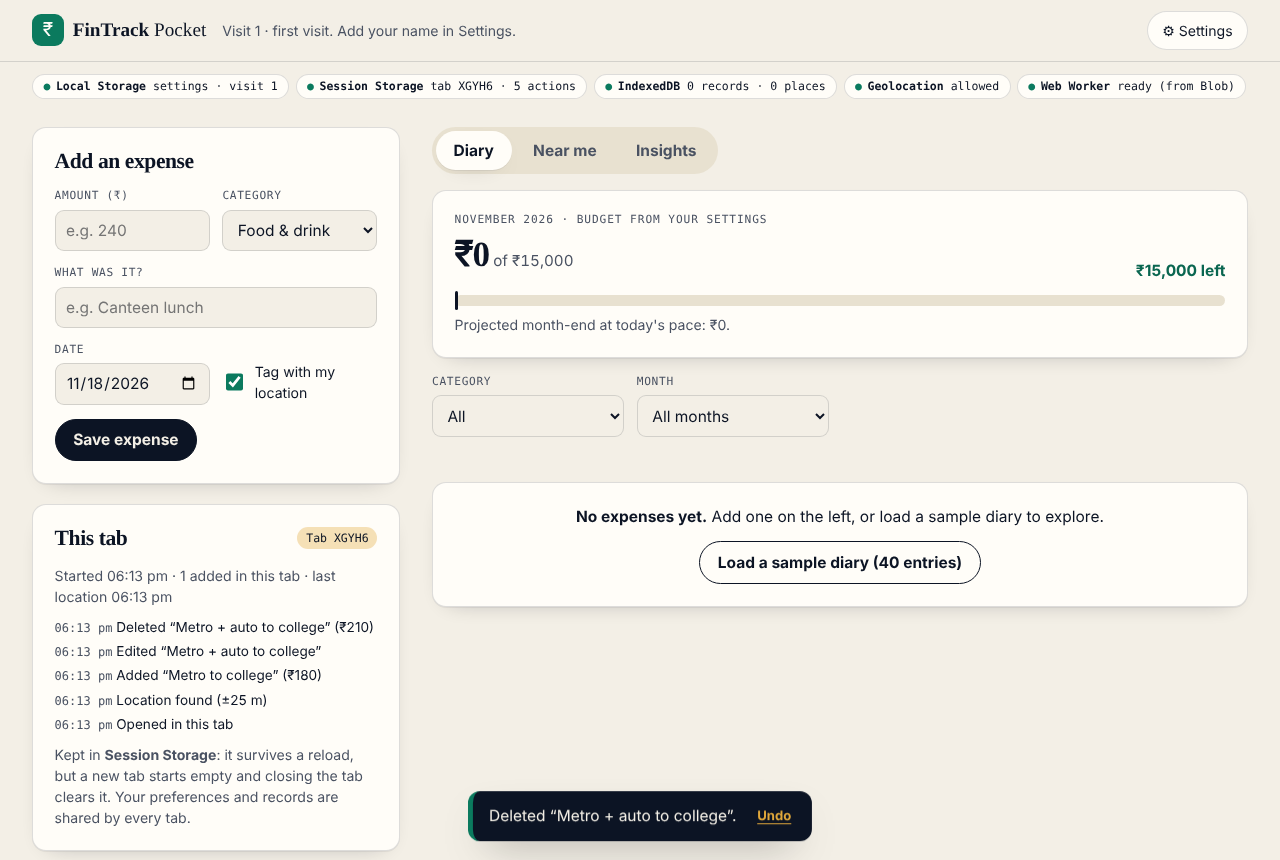 ₹ FinTrack Pocket Visit 1 · first visit. Add your name in Settings. ⚙ Settings
● Local Storage settings · visit 1 ● Session Storage tab XGYH6 · 5 actions ● IndexedDB 0 records · 0 places ● Geolocation allowed ● Web Worker ready (from Blob)
Add an expense
AMOUNT (₹) CATEGORY
e.g. 240 Food & drink
WHAT WAS IT?
e.g. Canteen lunch
DATE
11/18/2026 Tag with my
location
Save expense
This tab Tab XGYH6
Started 06:13 pm · 1 added in this tab · last
location 06:13 pm
06:13 pm Deleted “Metro + auto to college” (₹210)
06:13 pm Edited “Metro + auto to college”
06:13 pm Added “Metro to college” (₹180)
06:13 pm Location found (±25 m)
06:13 pm Opened in this tab
Kept in Session Storage: it survives a reload,
but a new tab starts empty and closing the tab
clears it. Your preferences and records are
shared by every tab.
Diary Near me Insights
NOVEMBER 2026 · BUDGET FROM YOUR SETTINGS
₹0 of ₹15,000
₹15,000 left
Projected month-end at today's pace: ₹0.
CATEGORY MONTH
All All months
No expenses yet. Add one on the left, or load a sample diary to explore.
Load a sample diary (40 entries)
Deleted “Metro + auto to college”. Undo